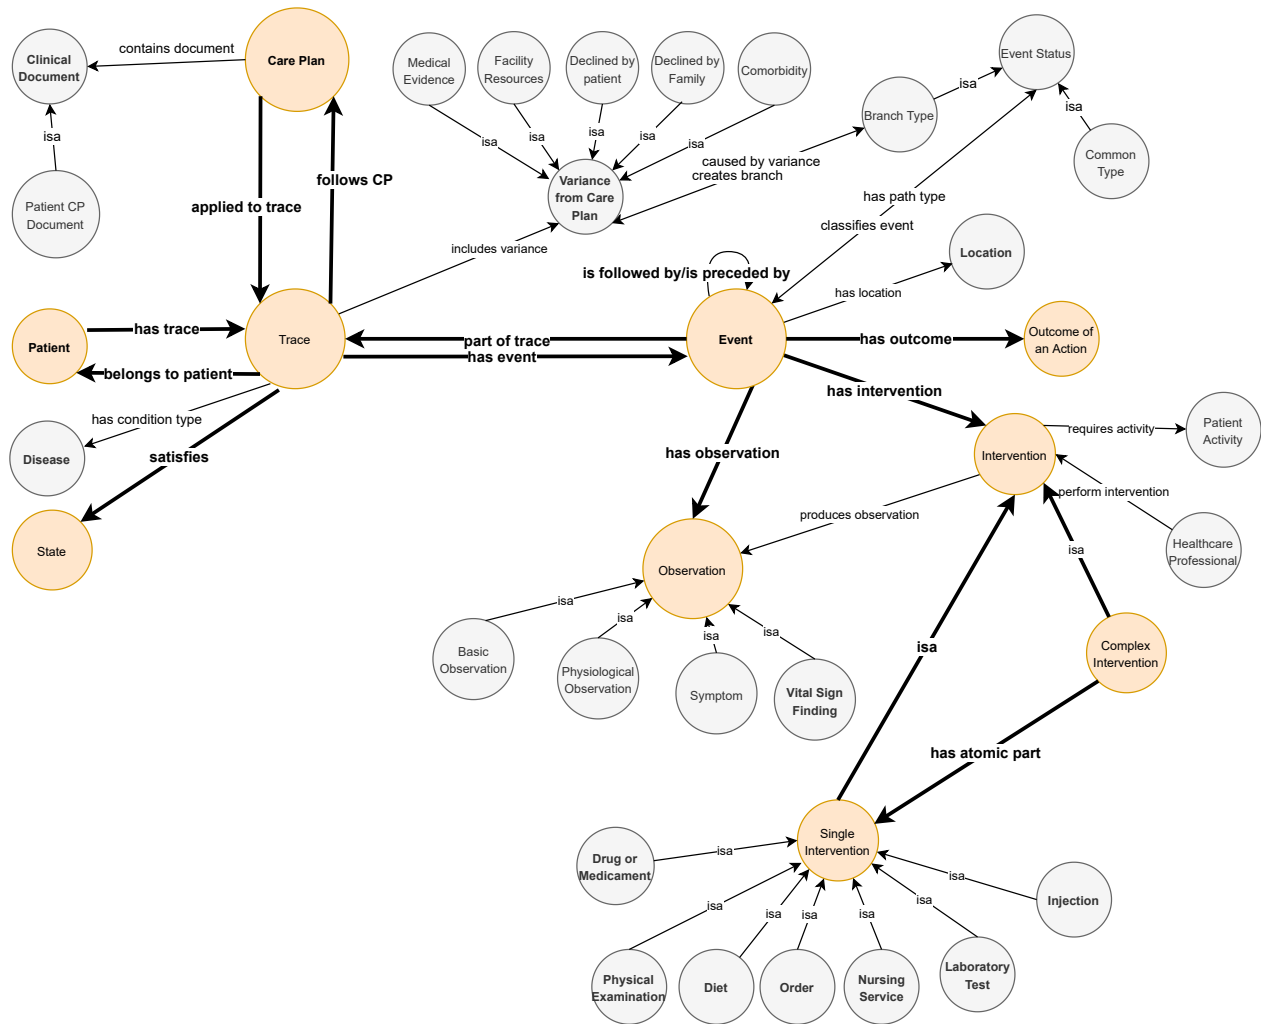 Clinical
Document
contains document
Care Plan
Medical
Evidence
Facility
Resources
Declined by
patient
Declined by
Family
Comorbidity
Event Status
Branch Type
isa
isa
Common
Type
isa
isa
isa
isa
isa
isa
Patient CP
Document
follows CP
applied to trace
Variance
from Care
Plan
caused by variance
creates branch
has path type
classifies event
includes variance
is followed by/is preceded by
Location
has location
Patient
has trace
belongs to patient
Trace
part of trace
has event
Event
has outcome
Outcome of
an Action
has intervention
has condition type
Disease
satisfies
State
has observation
Intervention
requires activity
Patient
Activity
perform intervention
Healthcare
Professional
produces observation
Observation
isa
isa
isa
isa
isa
Basic
Observation
Physiological
Observation
Symptom
Vital Sign
Finding
isa
Complex
Intervention
has atomic part
Single
Intervention
Drug or
Medicament
isa
isa
isa
isa
isa
isa
isa
Injection
Physical
Examination
Diet
Order
Nursing
Service
Laboratory
Test